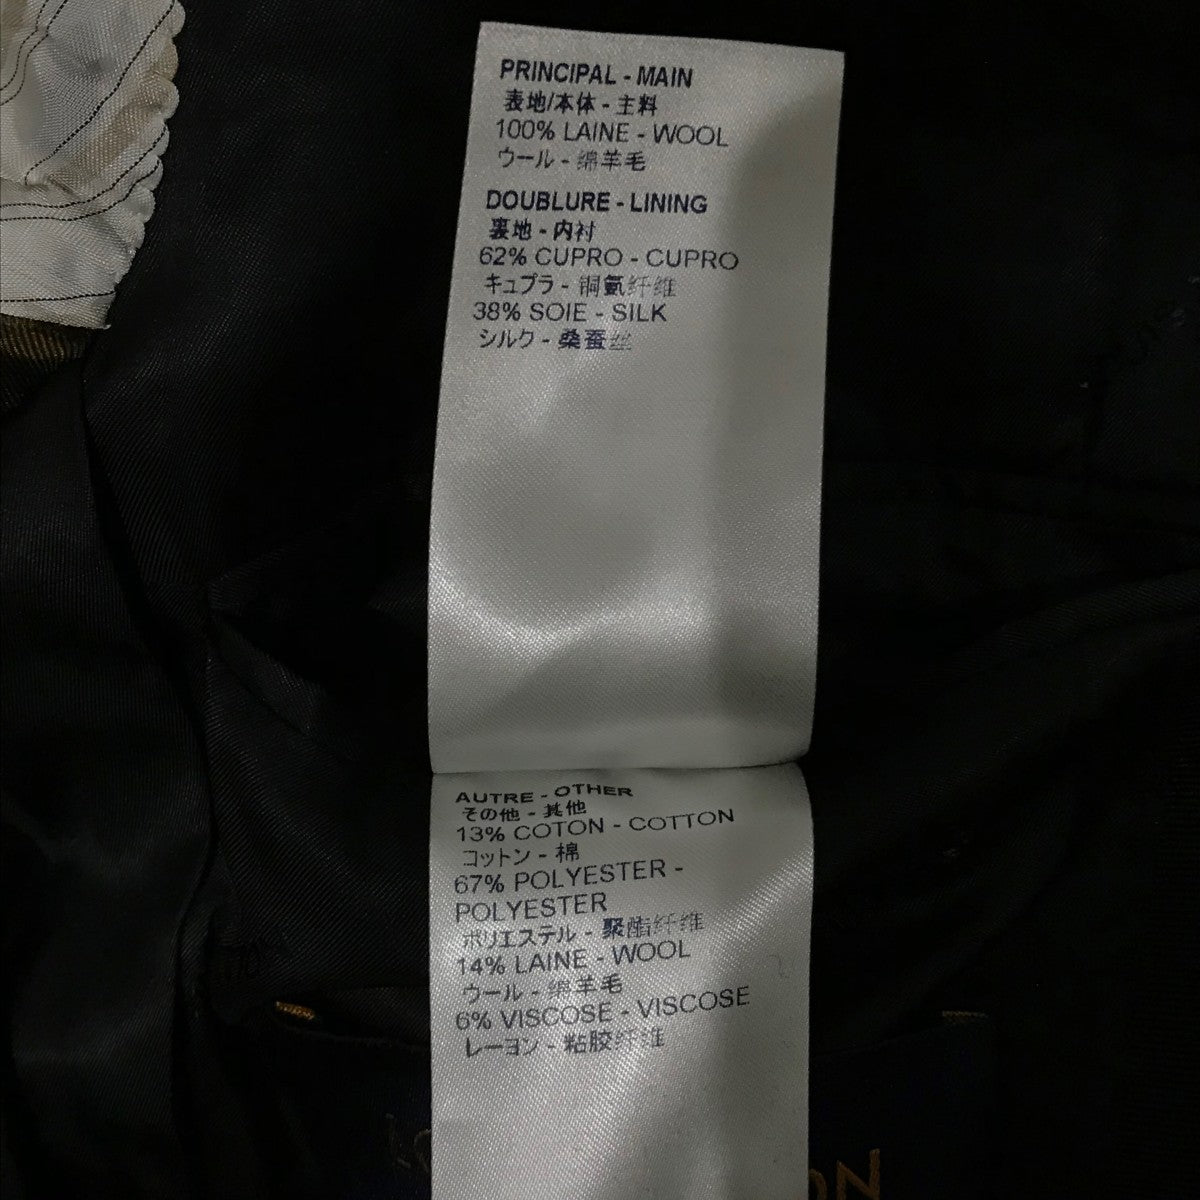 PRINCIPAL - MAIN
表地/本体 - 主料
100% LAINE - WOOL
ウール - 绵羊毛
DOUBLURE - LINING
裏地 - 内衬
62% CUPRO - CUPRO
キュプラ - 铜氨纤维
38% SOIE - SILK
シルク - 桑蚕丝
AUTRE - OTHER
その他 - 其他
13% COTON - COTTON
コットン - 棉
67% POLYESTER -
POLYESTER
ポリエステル - 聚酯纤维
14% LAINE - WOOL
ウール - 绵羊毛
6% VISCOSE - VISCOSE
レーヨン - 粘胶纤维